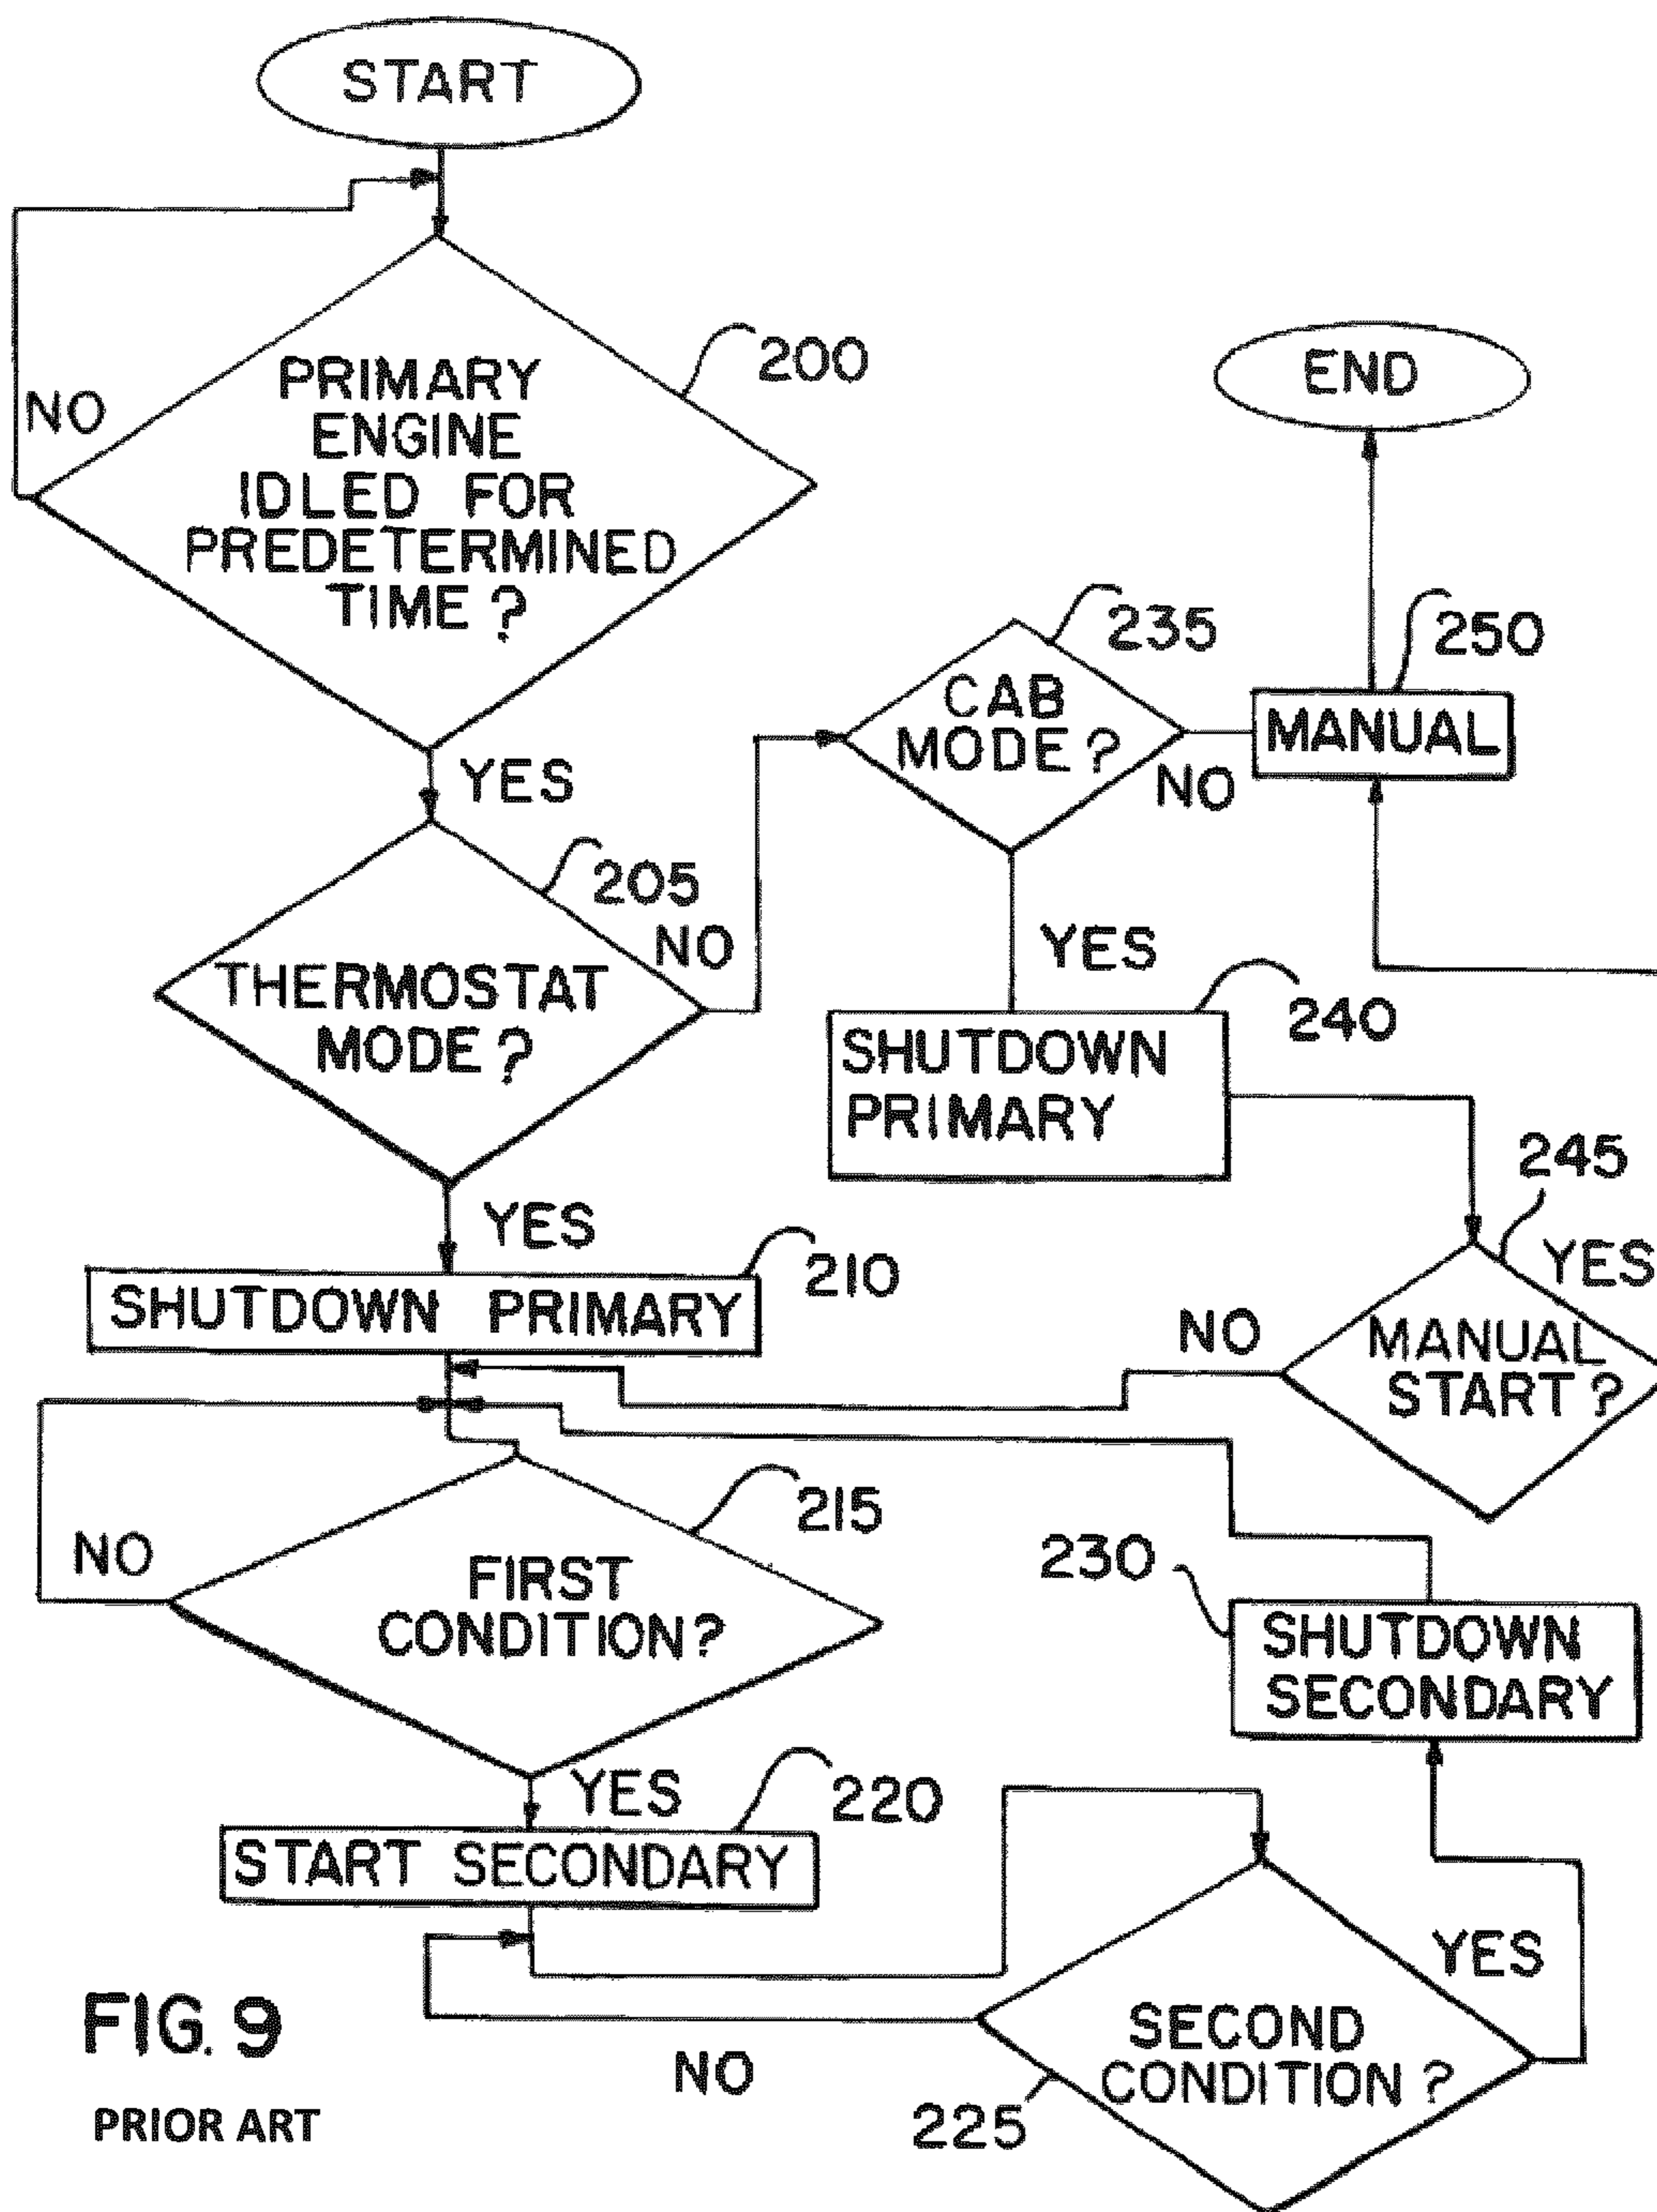 START
200
PRIMARY
ENGINE
IDLED FOR
PREDETERMINED
TIME?
NO
YES
END
235
CAB
MODE?
NO
YES
250
MANUAL
205
THERMOSTAT
MODE?
NO
YES
240
SHUTDOWN
PRIMARY
245
YES
MANUAL
START?
NO
210
SHUTDOWN PRIMARY
215
NO
FIRST
CONDITION?
YES
230
SHUTDOWN
SECONDARY
220
START SECONDARY
YES
SECOND
CONDITION?
NO
225
FIG. 9
PRIOR ART